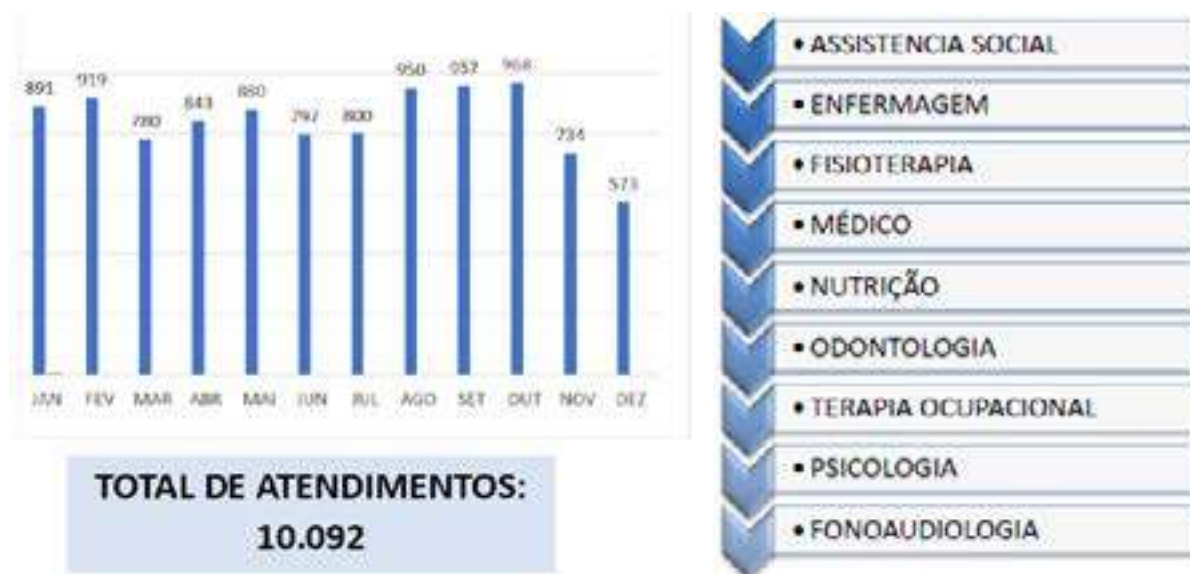 891
919
780
843
880
797
800
950
957
968
734
573
JAN FEV MAR ABR MAI JUN JUL AGO SET OUT NOV DEZ
TOTAL DE ATENDIMENTOS:
10.092
• ASSISTENCIA SOCIAL
• ENFERMAGEM
• FISIOTERAPIA
• MÉDICO
• NUTRIÇÃO
• ODONTOLOGIA
• TERAPIA OCUPACIONAL
• PSICOLOGIA
• FONOAUDIOLOGIA